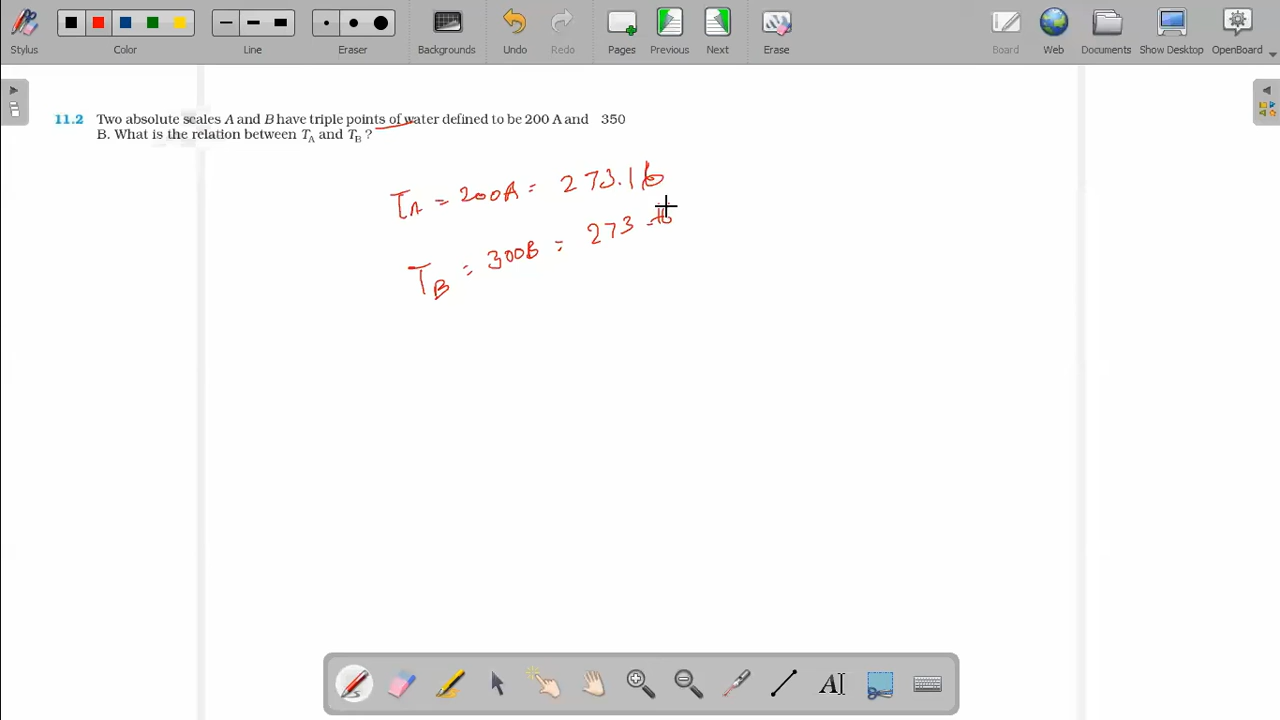 Stylus Color Line Eraser Backgrounds Undo Redo Pages Previous Next Erase Board Web Documents Show Desktop OpenBoard
11.2 Two absolute scales A and B have triple points of water defined to be 200 A and 350
B. What is the relation between TA and TB ?
TA = 200A = 273.16
TB = 300B = 273.16
AI